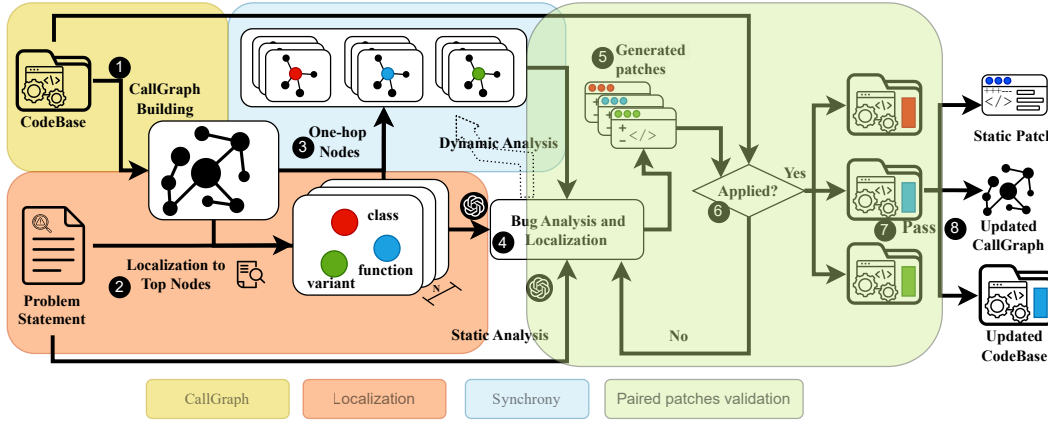 CodeBase
1
CallGraph
Building
3
One-hop
Nodes
Dynamic Analysis
5
Generated
patches
+
+
+
−
−
</>
Applied?
6
Yes
No
7
Pass
8
+++---
</>
Static Patch
Updated
CallGraph
Updated
CodeBase
Problem
Statement
2
Localization to
Top Nodes
class
function
variant
N
4
Bug Analysis and
Localization
Static Analysis
CallGraph
Localization
Synchrony
Paired patches validation